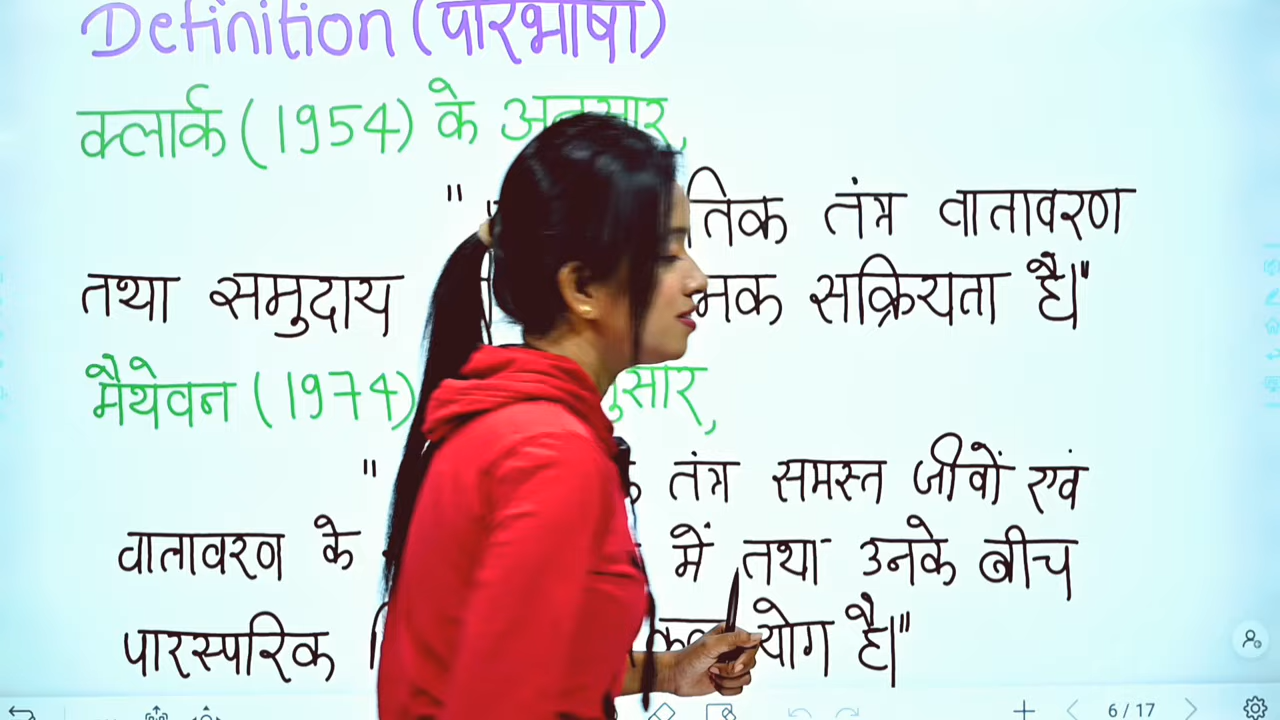 Definition (परिभाषा)
क्लार्क (1954) के अनुसार,
" तंत्र वातावरण
तथा समुदाय सक्रियता है।"
मैथेवन (1974)
" तंत्र समस्त जीवों एवं
वातावरण के में तथा उनके बीच
पारस्परिक योग है।"
6 / 17